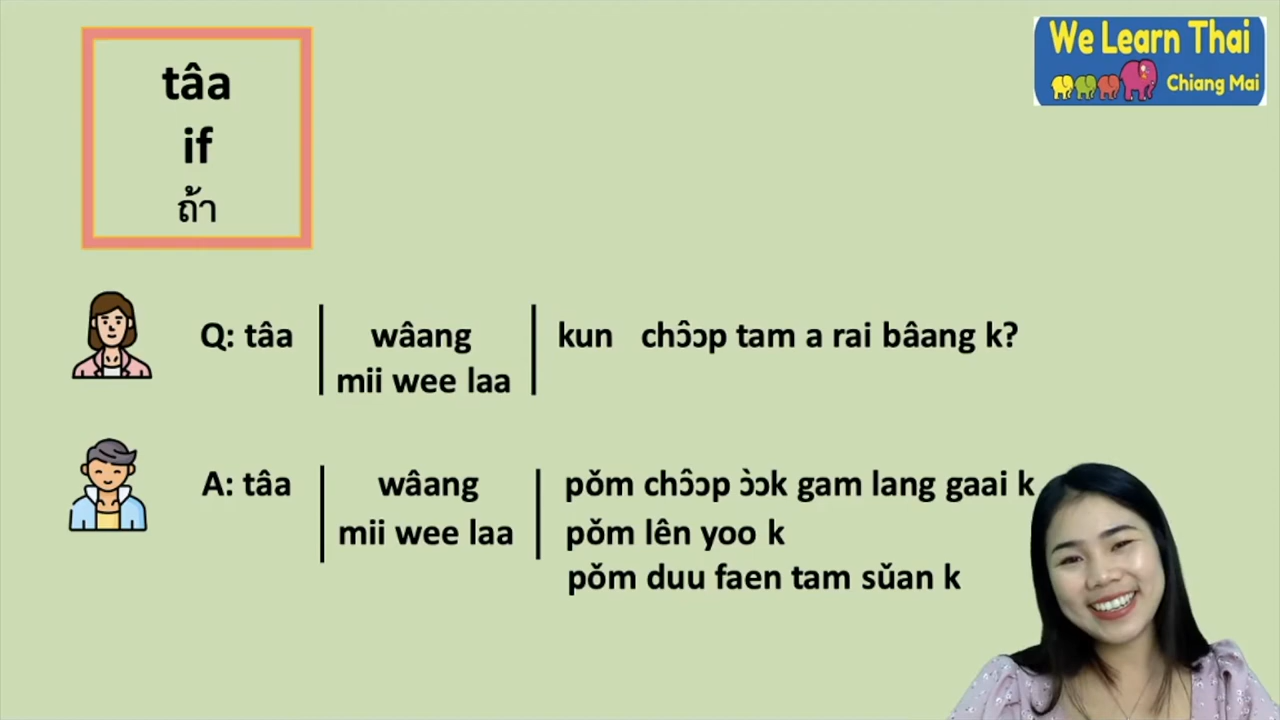 tâa
if
ถ้า
We Learn Thai
Chiang Mai
Q: tâa | wâang | kun chɔ̂ɔp tam a rai bâang k?
mii wee laa
A: tâa | wâang | pǒm chɔ̂ɔp ɔ̀ɔk gam lang gaai k
mii wee laa | pǒm lên yoo k
pǒm duu faen tam sǔan k